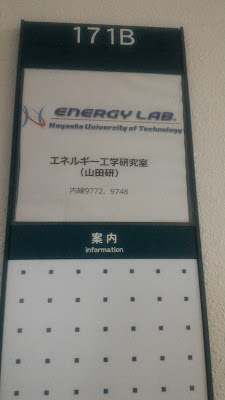 171B
ENERGY LAB.
Nagaoka University of Technology
エネルギー工学研究室
（山田研）
内線9772、9748
案内
information